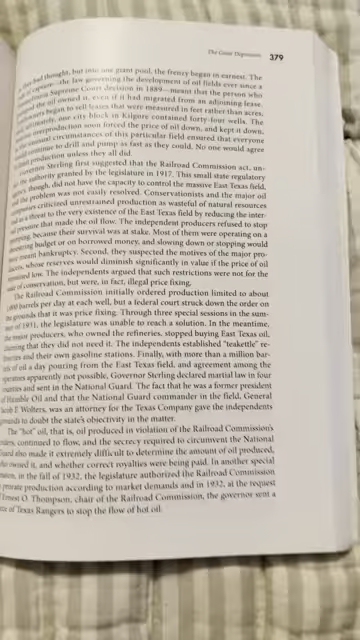 The Great Depression 379
had thought, but into one giant pool, the frenzy began in earnest. The
of capture—the law governing the development of oil fields ever since a
Supreme Court decision in 1889—meant that the person who
the oil owned it, even if it had migrated from an adjoining lease.
began to sell leases that were measured in feet rather than acres.
ultimately, one city block in Kilgore contained forty-four wells. The
overproduction soon forced the price of oil down, and kept it down.
the unusual circumstances of this particular field ensured that everyone
continue to drill and pump as fast as they could. No one would agree
production unless they all did.
Sterling first suggested that the Railroad Commission act, un-
the authority granted by the legislature in 1917. This small state regulatory
though, did not have the capacity to control the massive East Texas field,
the problem was not easily resolved. Conservationists and the major oil
criticized unrestrained production as wasteful of natural resources
as a threat to the very existence of the East Texas field by reducing the inter-
pressure that made the oil flow. The independent producers refused to stop
because their survival was at stake. Most of them were operating on a
budget or on borrowed money, and slowing down or stopping would
meant bankruptcy. Second, they suspected the motives of the major pro-
whose reserves would diminish significantly in value if the price of oil
remained low. The independents argued that such restrictions were not for the
sake of conservation, but were, in fact, illegal price fixing.
The Railroad Commission initially ordered production limited to about
1,000 barrels per day at each well, but a federal court struck down the order on
the grounds that it was price fixing. Through three special sessions in the sum-
mer of 1931, the legislature was unable to reach a solution. In the meantime,
the major producers, who owned the refineries, stopped buying East Texas oil,
claiming that they did not need it. The independents established "teakettle" re-
fineries and their own gasoline stations. Finally, with more than a million bar-
rels of oil a day pouring from the East Texas field, and agreement among the
operators apparently not possible, Governor Sterling declared martial law in four
counties and sent in the National Guard. The fact that he was a former president
of Humble Oil and that the National Guard commander in the field, General
Jacob F. Wolters, was an attorney for the Texas Company gave the independents
grounds to doubt the state's objectivity in the matter.
The "hot" oil, that is, oil produced in violation of the Railroad Commission's
orders, continued to flow, and the secrecy required to circumvent the National
Guard also made it extremely difficult to determine the amount of oil produced,
who owned it, and whether correct royalties were being paid. In another special
session, in the fall of 1932, the legislature authorized the Railroad Commission
to prorate production according to market demands and in 1932, at the request
of Ernest O. Thompson, chair of the Railroad Commission, the governor sent a
of Texas Rangers to stop the flow of hot oil.